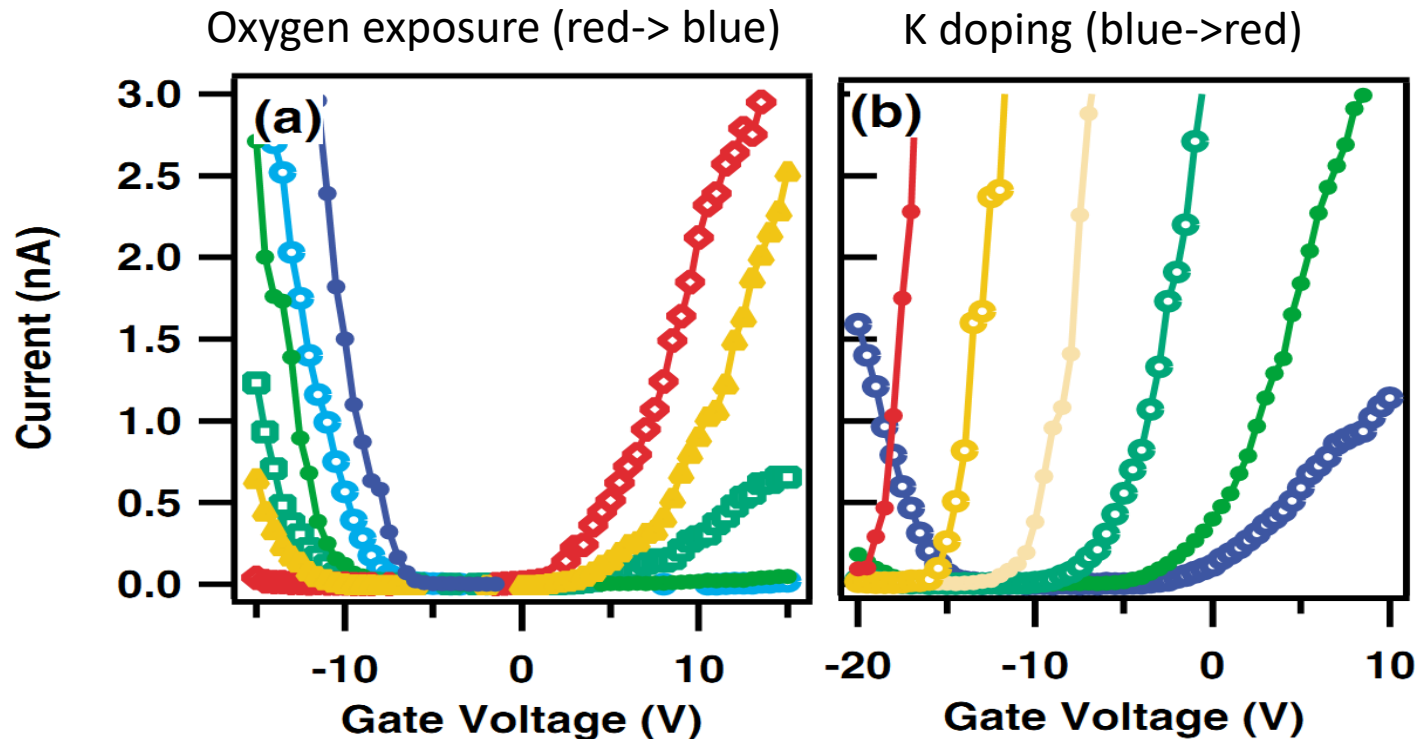 Oxygen exposure (red-> blue)
K doping (blue->red)
(a)
(b)
Current (nA)
3.0
2.5
2.0
1.5
1.0
0.5
0.0
-10 0 10
-20 -10 0 10
Gate Voltage (V)
Gate Voltage (V)